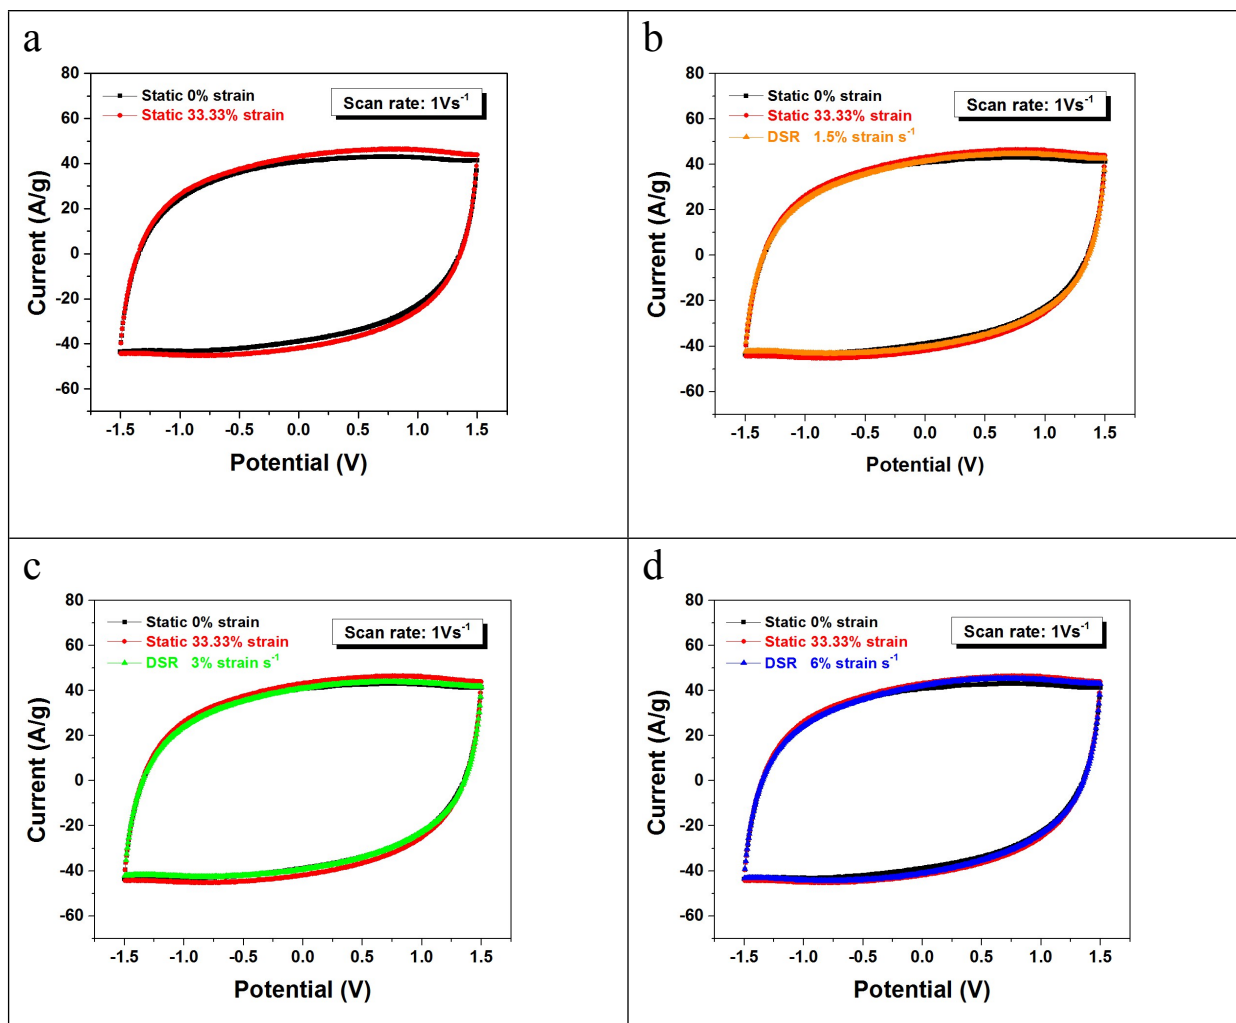 a
80
60
40
20
0
-20
-40
-60
Static 0% strain
Static 33.33% strain
Scan rate: 1Vs⁻¹
Current (A/g)
-1.5 -1.0 -0.5 0.0 0.5 1.0 1.5
Potential (V)
b
80
60
40
20
0
-20
-40
-60
Static 0% strain
Static 33.33% strain
DSR 1.5% strain s⁻¹
Scan rate: 1Vs⁻¹
Current (A/g)
-1.5 -1.0 -0.5 0.0 0.5 1.0 1.5
Potential (V)
c
80
60
40
20
0
-20
-40
-60
Static 0% strain
Static 33.33% strain
DSR 3% strain s⁻¹
Scan rate: 1Vs⁻¹
Current (A/g)
-1.5 -1.0 -0.5 0.0 0.5 1.0 1.5
Potential (V)
d
80
60
40
20
0
-20
-40
-60
Static 0% strain
Static 33.33% strain
DSR 6% strain s⁻¹
Scan rate: 1Vs⁻¹
Current (A/g)
-1.5 -1.0 -0.5 0.0 0.5 1.0 1.5
Potential (V)